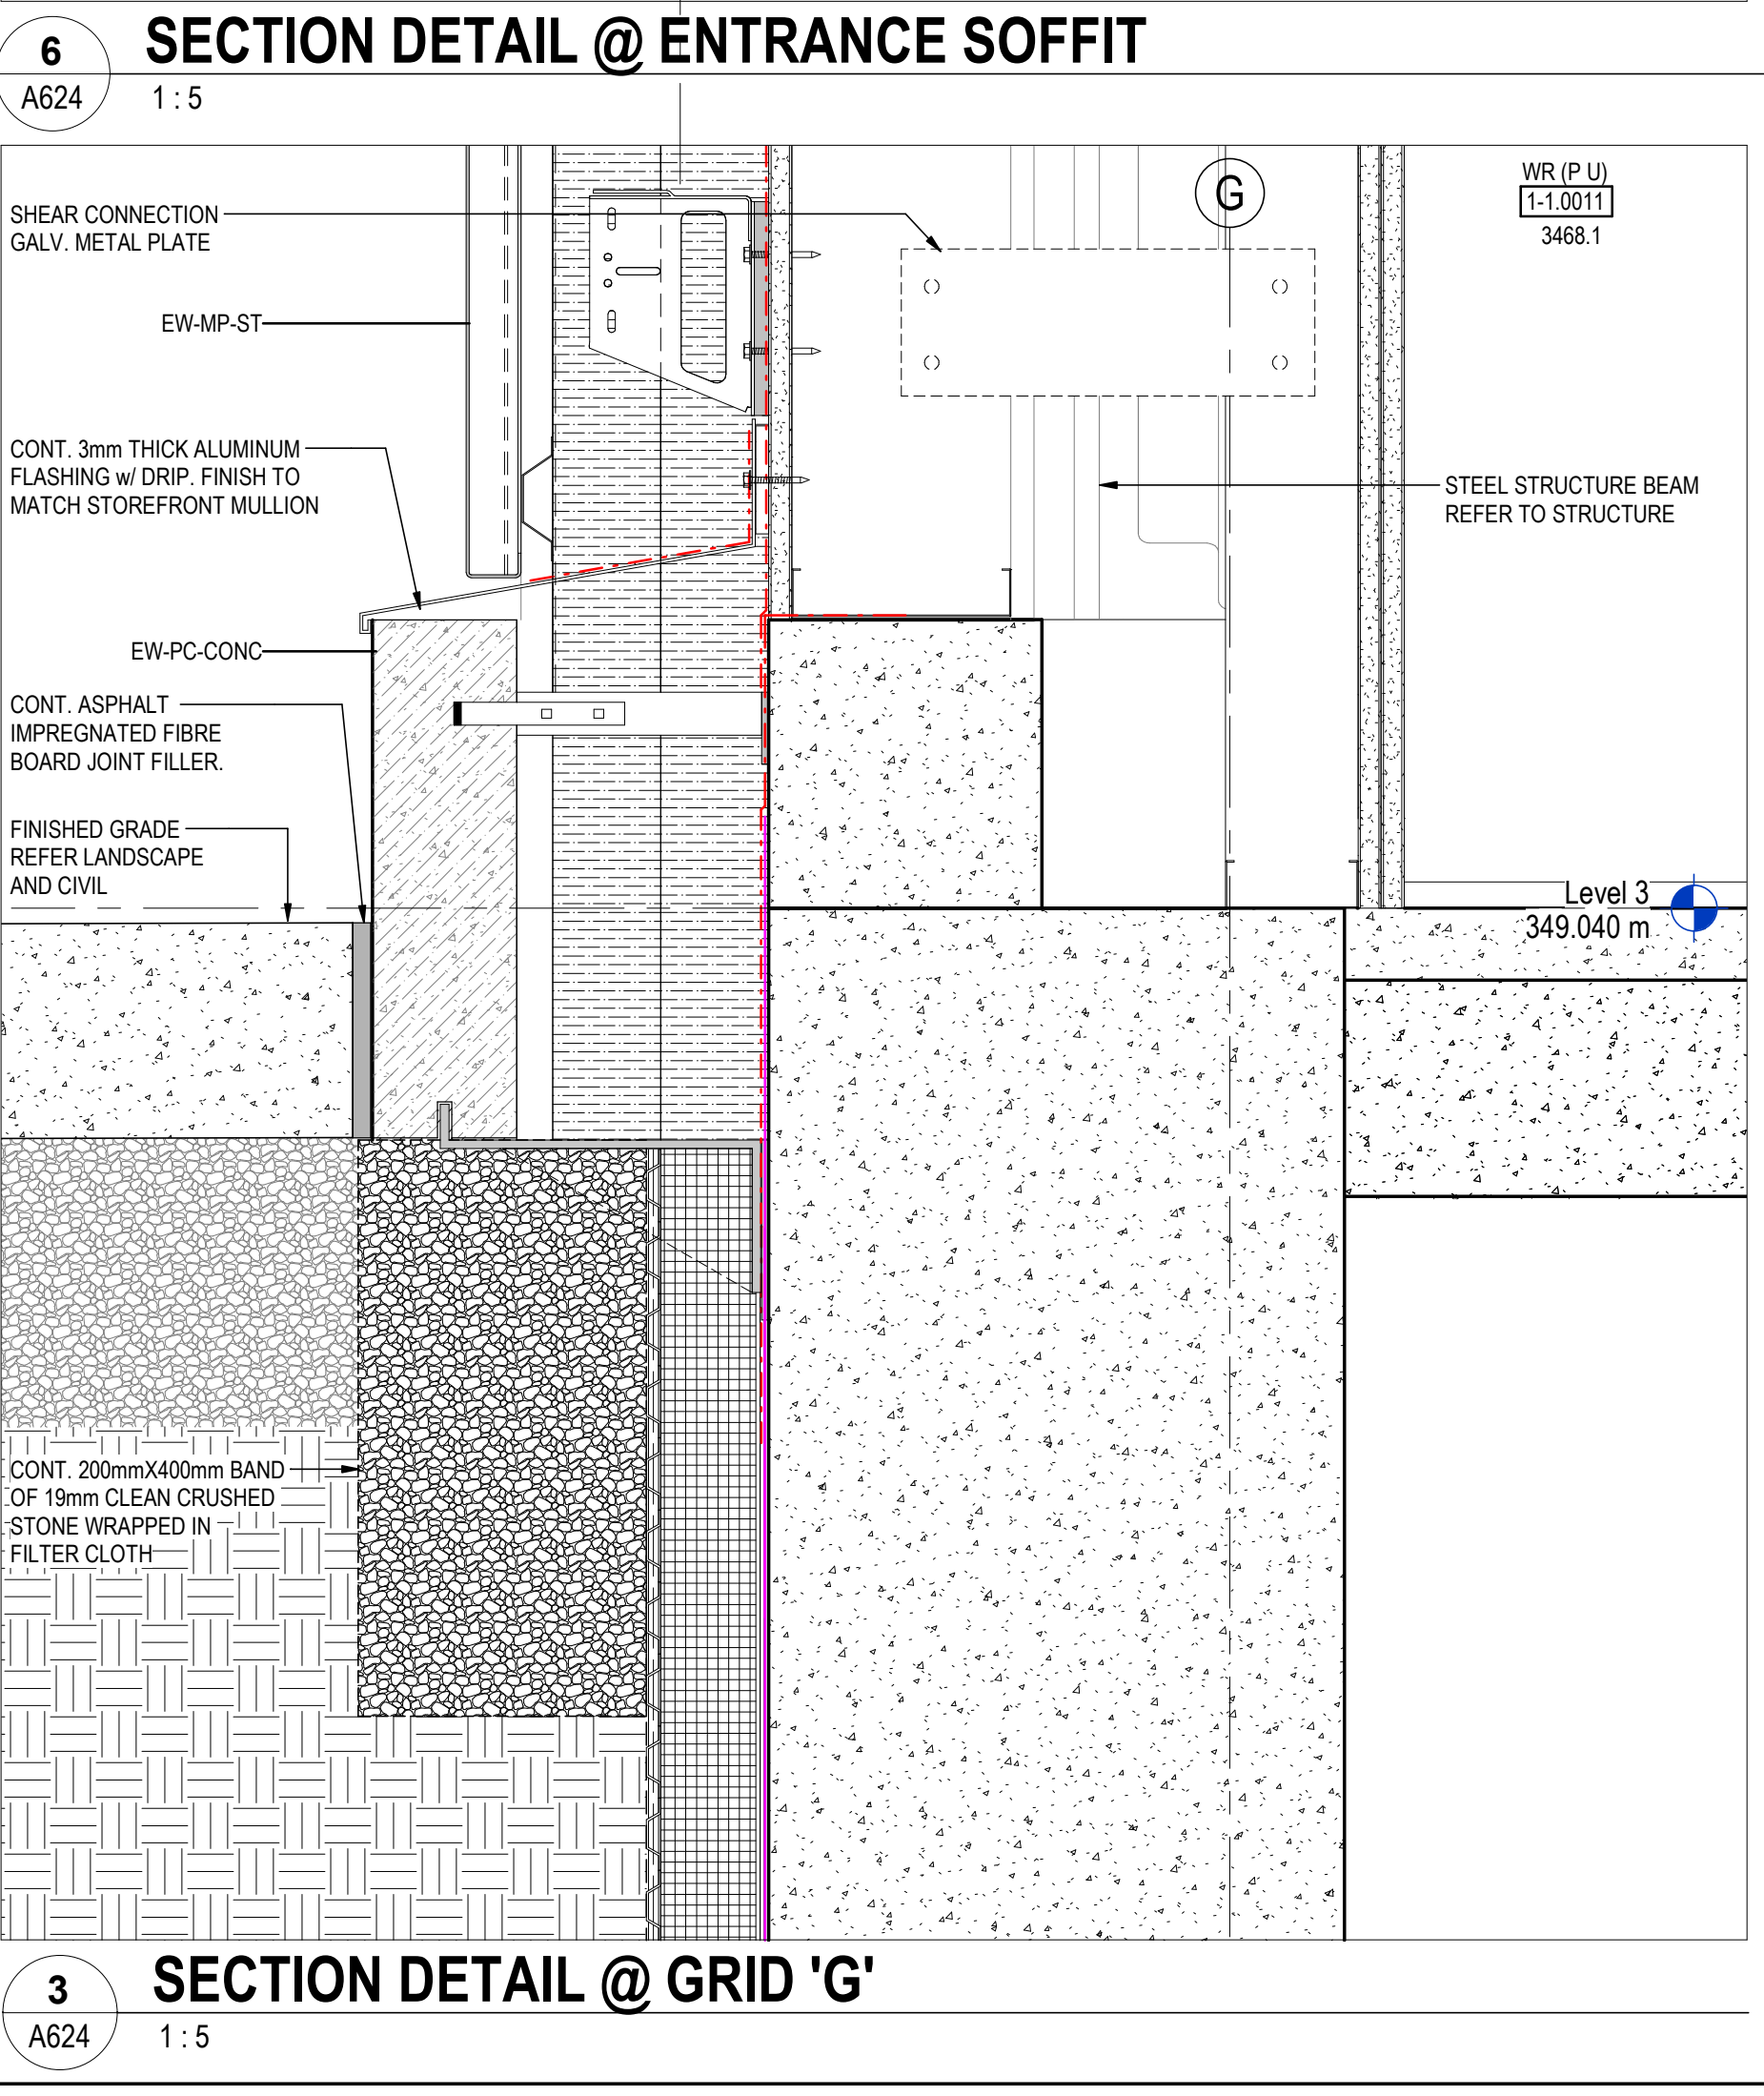 6
A624
SECTION DETAIL @ ENTRANCE SOFFIT
1 : 5
SHEAR CONNECTION
GALV. METAL PLATE
EW-MP-ST
CONT. 3mm THICK ALUMINUM
FLASHING w/ DRIP. FINISH TO
MATCH STOREFRONT MULLION
EW-PC-CONC
CONT. ASPHALT
IMPREGNATED FIBRE
BOARD JOINT FILLER.
FINISHED GRADE
REFER LANDSCAPE
AND CIVIL
CONT. 200mmX400mm BAND
OF 19mm CLEAN CRUSHED
STONE WRAPPED IN
FILTER CLOTH
G
WR (P U)
1-1.0011
3468.1
STEEL STRUCTURE BEAM
REFER TO STRUCTURE
Level 3
349.040 m
3
A624
SECTION DETAIL @ GRID 'G'
1 : 5